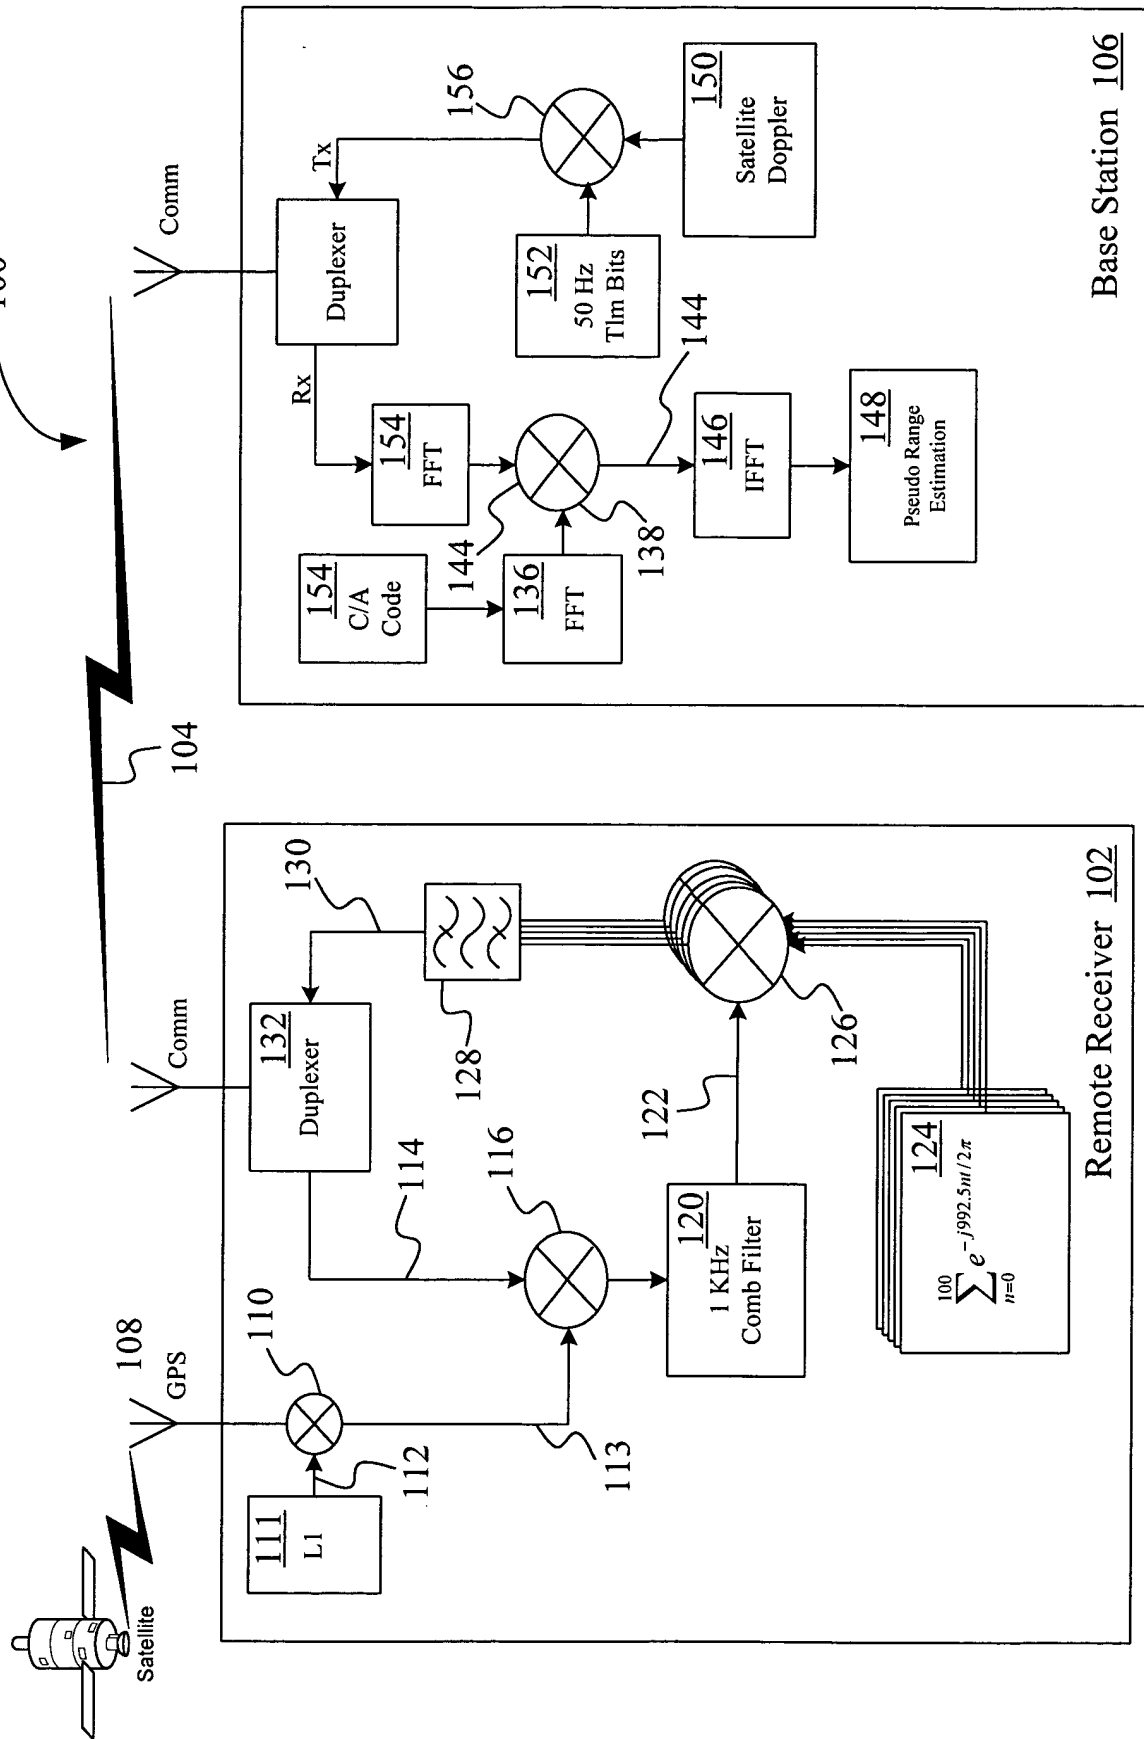 Satellite
108
GPS
110
111
L1
112
113
114
116
Comm
132
Duplexer
130
128
120
1 KHz
Comb Filter
122
126
124
100
∑ e^{-j992.5nt/2π}
n=0
Remote Receiver 102
104
Comm
Duplexer
Rx
Tx
154
C/A
Code
154
FFT
136
FFT
144
138
144
146
IFFT
148
Pseudo Range
Estimation
156
152
50 Hz
Tlm Bits
150
Satellite
Doppler
Base Station 106